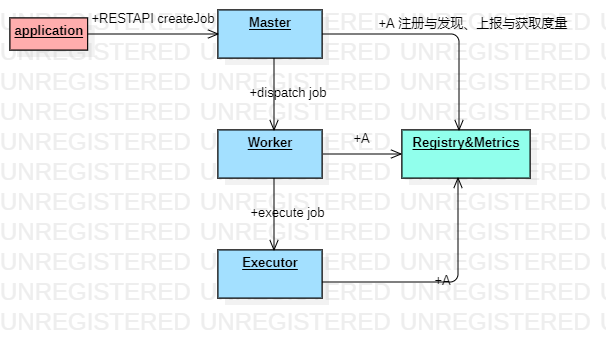 application
+RESTAPI createJob
Master
+A 注册与发现、上报与获取度量
+dispatch job
Worker
+A
Registry&Metrics
+execute job
Executor
+A
UNREGISTERED UNREGISTERED UNREGISTERED UNREGISTERED
UNREGISTERED UNREGISTERED UNREGISTERED UNREGISTERED
UNREGISTERED UNREGISTERED UNREGISTERED UNREGISTERED
UNREGISTERED UNREGISTERED UNREGISTERED UNREGISTERED
UNREGISTERED UNREGISTERED UNREGISTERED UNREGISTERED
UNREGISTERED UNREGISTERED UNREGISTERED UNREGISTERED
UNREGISTERED UNREGISTERED UNREGISTERED UNREGISTERED
UNREGISTERED UNREGISTERED UNREGISTERED UNREGISTERED
UNREGISTERED UNREGISTERED UNREGISTERED UNREGISTERED
UNREGISTERED UNREGISTERED UNREGISTERED UNREGISTERED
UNREGISTERED UNREGISTERED UNREGISTERED UNREGISTERED